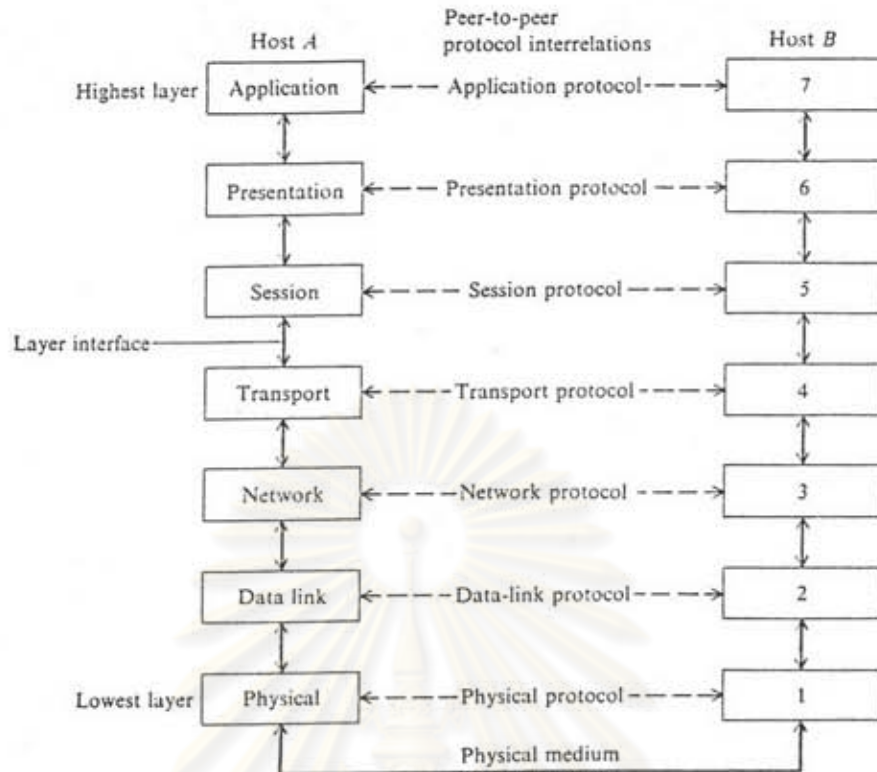 Peer-to-peer
Host A protocol interrelations Host B
Highest layer Application Application protocol 7
Presentation Presentation protocol 6
Session Session protocol 5
Layer interface
Transport Transport protocol 4
Network Network protocol 3
Data link Data-link protocol 2
Lowest layer Physical Physical protocol 1
Physical medium